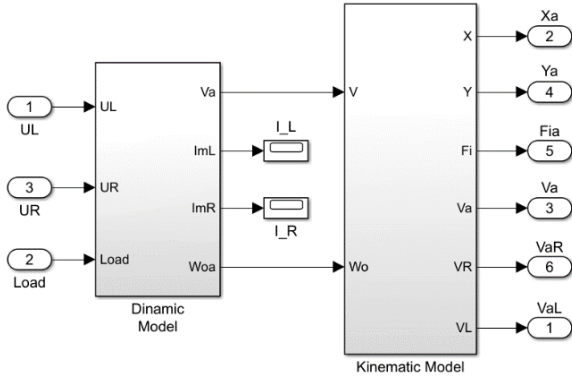 1
UL
3
UR
2
Load
UL
UR
Load
Va
ImL
ImR
Woa
Dinamic
Model
I_L
I_R
V
Wo
X
Y
Fi
Va
VR
VL
Kinematic Model
Xa
2
Ya
4
Fia
5
Va
3
VaR
6
VaL
1